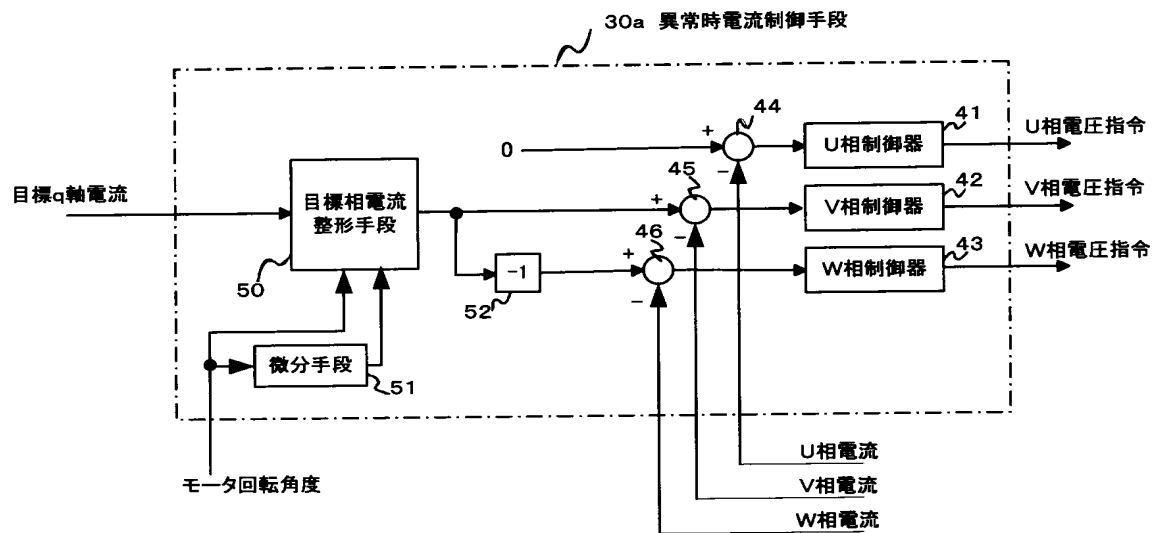 30a 異常時電流制御手段
44
41
U相電圧指令
0
+
-
U相制御器
45
42
V相電圧指令
目標q軸電流
目標相電流
整形手段
+
-
V相制御器
46
43
W相電圧指令
+
-
W相制御器
-1
50
52
微分手段
51
U相電流
モータ回転角度
V相電流
W相電流